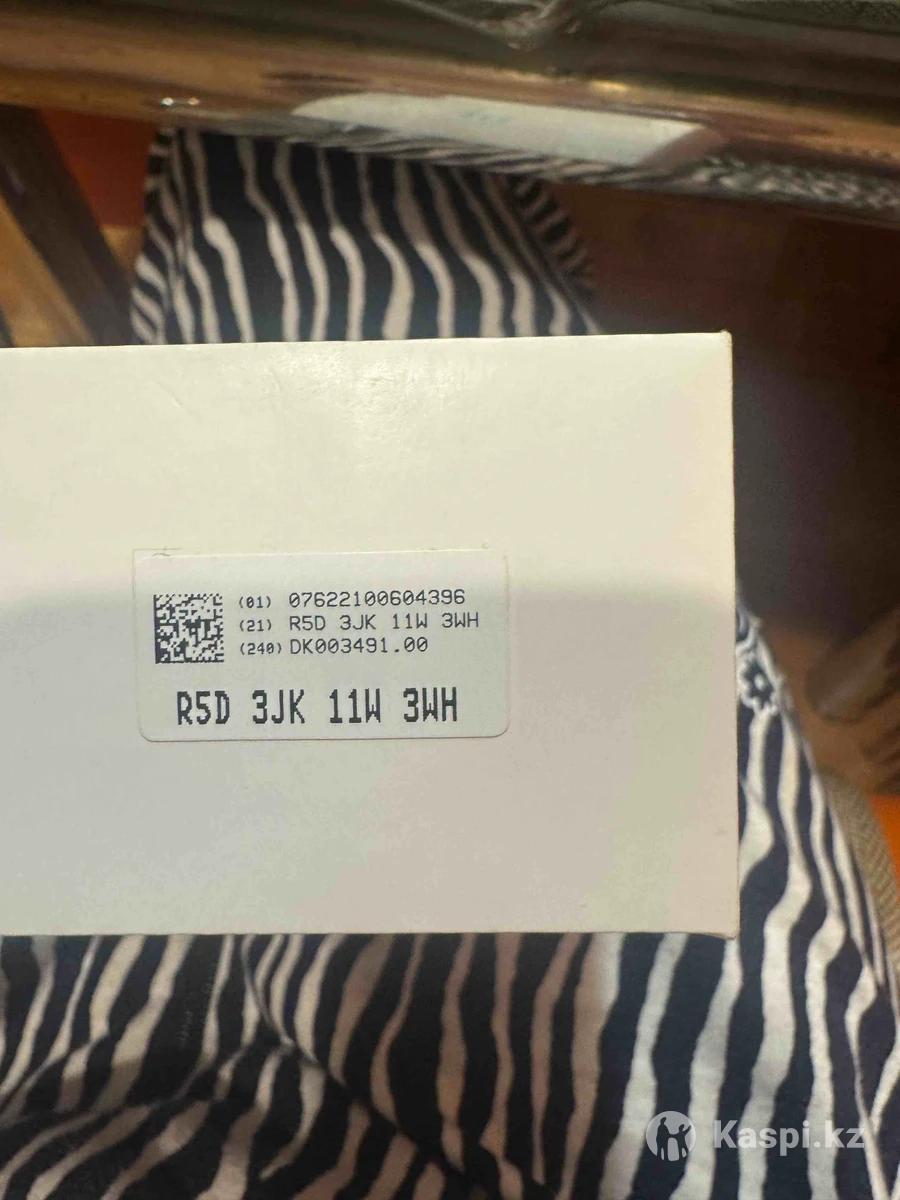 (01) 07622100604396
(21) R5D 3JK 11W 3WH
(240) DK003491.00
R5D 3JK 11W 3WH
Kaspi.kz